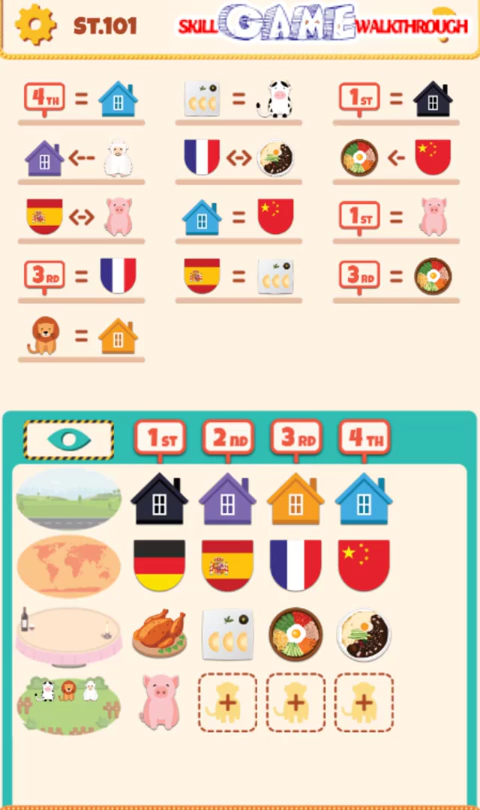 ST.101 SKILL GAME WALKTHROUGH
4TH = = 1ST =
3RD = = 3RD =
1ST =
1ST 2ND 3RD 4TH